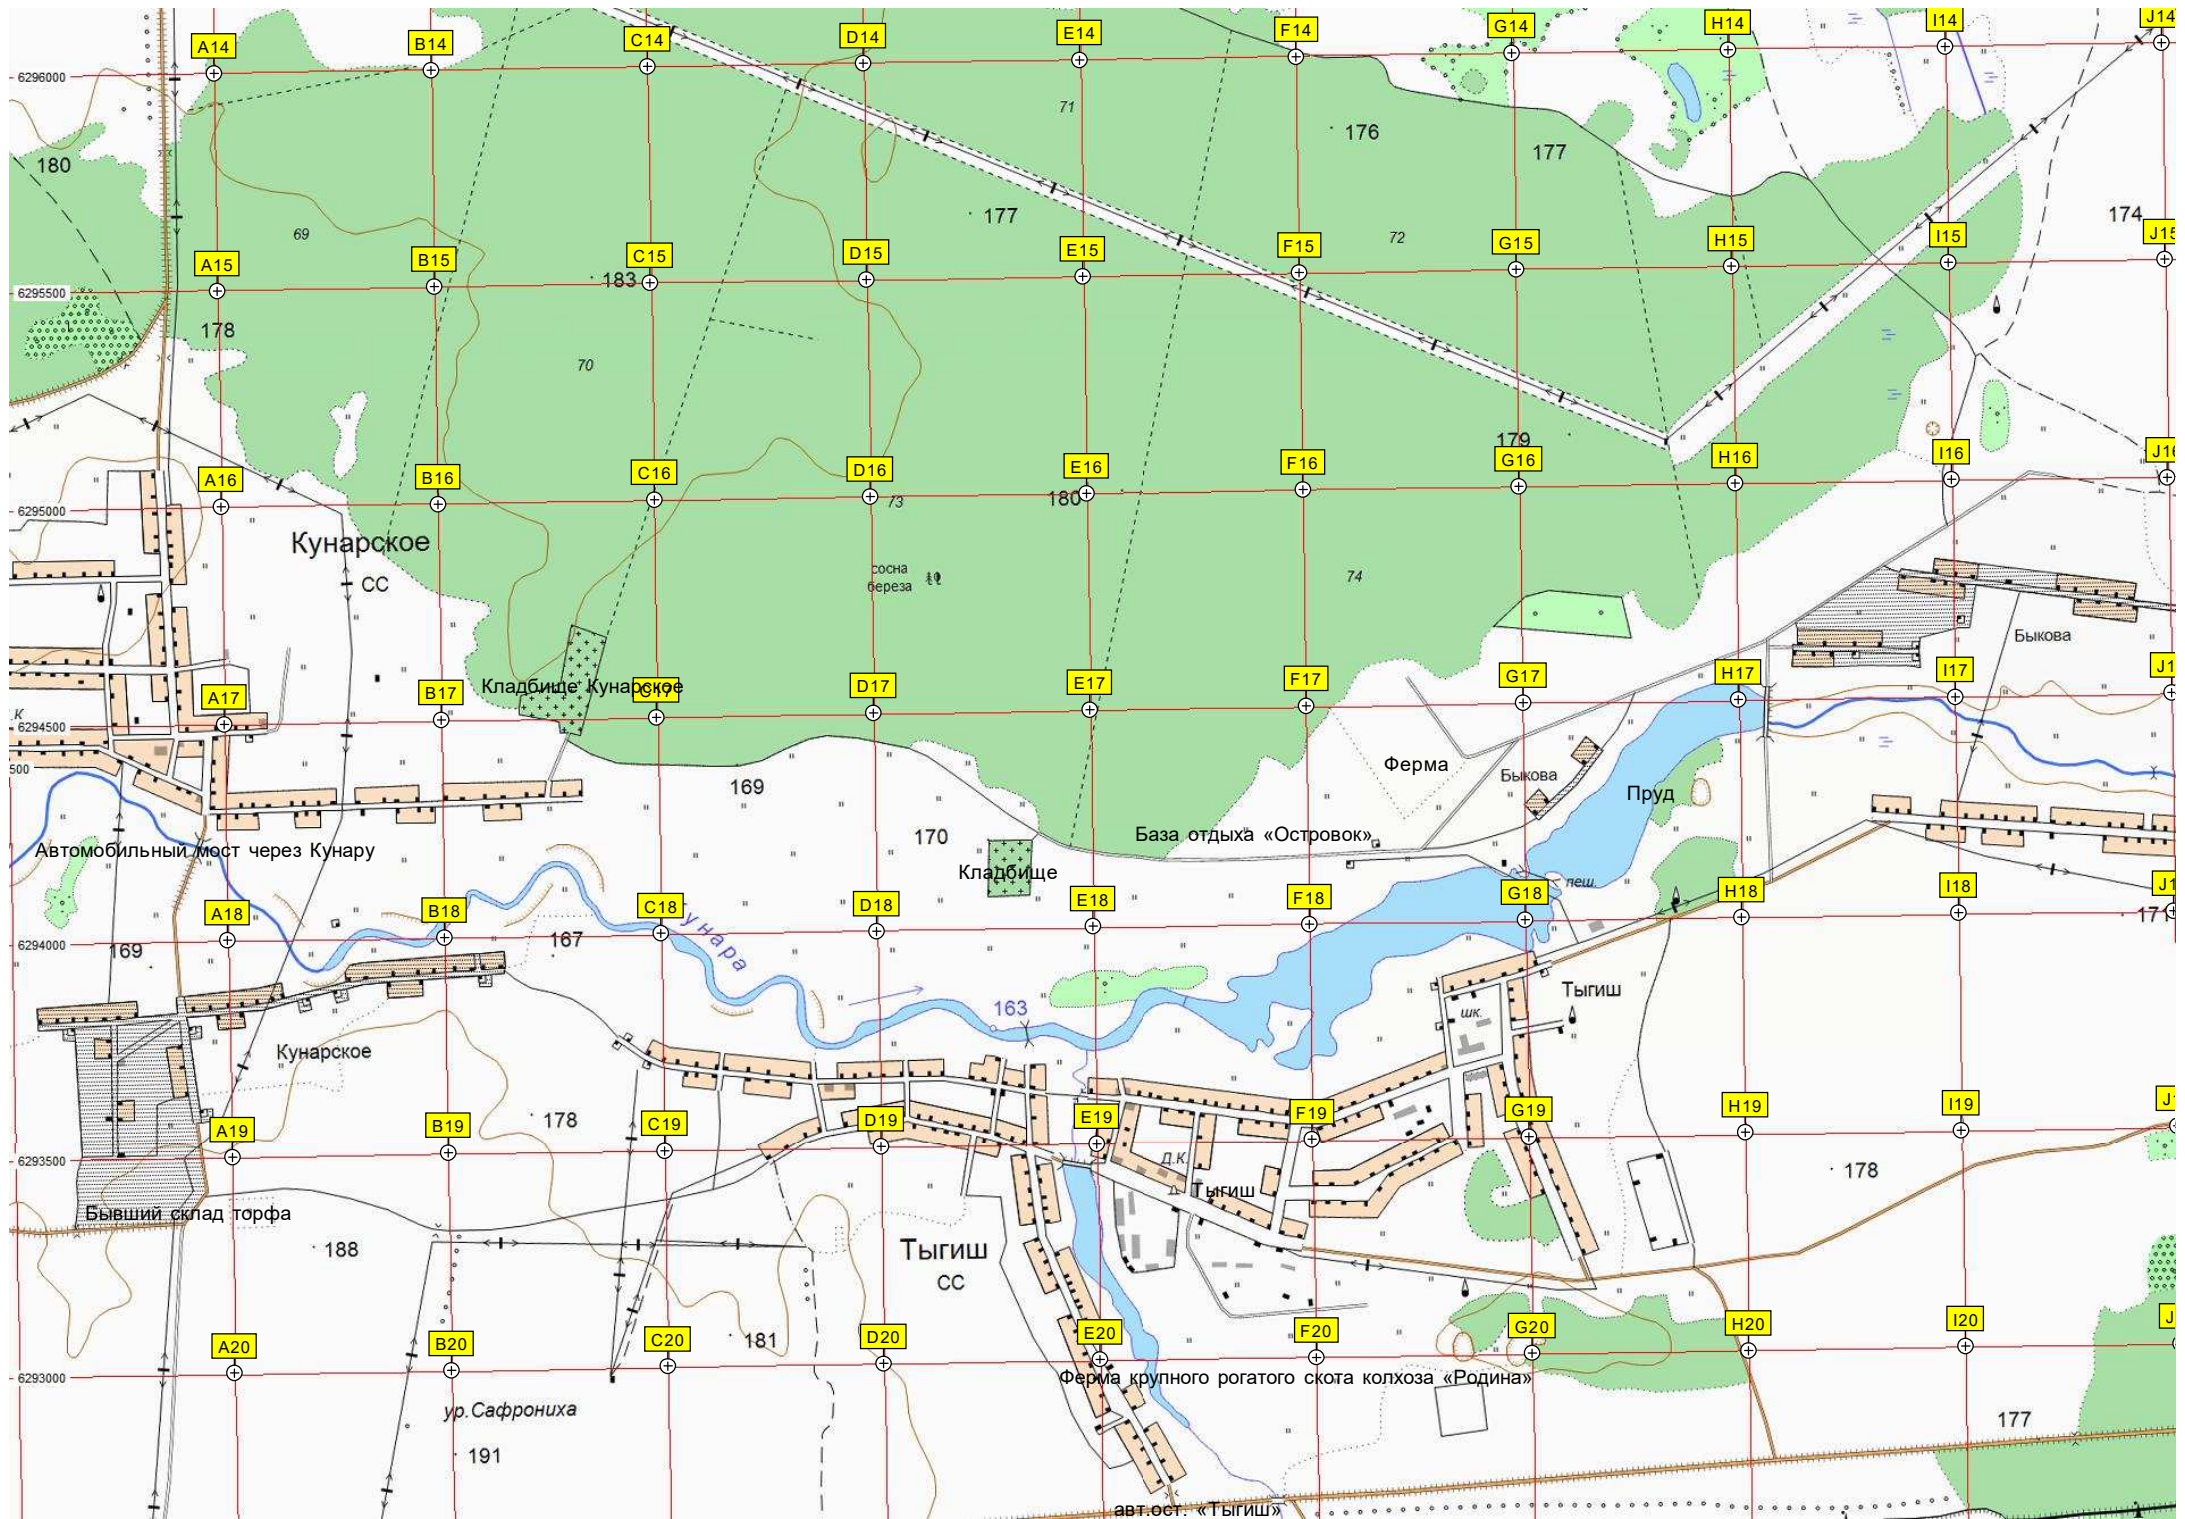 A14 B14 C14 D14 E14 F14 G14 H14 I14 J14
6296000
71
176
177
180
69
177
72
174
A15 B15 C15 D15 E15 F15 G15 H15 I15 J15
183
6295500
178
70
179
A16 B16 C16 D16 E16 F16 G16 H16 I16 J16
73
180
6295000
Кунарское
СС
сосна
береза
74
Быкова
A17 B17 C17 D17 E17 F17 G17 H17 I17
Кладбище Кунарское
к
6294500
500
Ферма
Быкова
169
Пруд
170
База отдыха «Островок»
Автомобильный мост через Кунару
Кладбище
пеш.
A18 B18 C18 D18 E18 F18 G18 H18 I18
171
Кунара
167
169
6294000
Тыгиш
163
шк.
Кунарское
178
A19 B19 C19 D19 E19 F19 G19 H19 I19
6293500
Д.К.
178
Тыгиш
Бывший склад торфа
188
Тыгиш
СС
181
A20 B20 C20 D20 E20 F20 G20 H20 I20
6293000
Ферма крупного рогатого скота колхоза «Родина»
ур.Сафрониха
177
191
авт.ост. «Тыгиш»